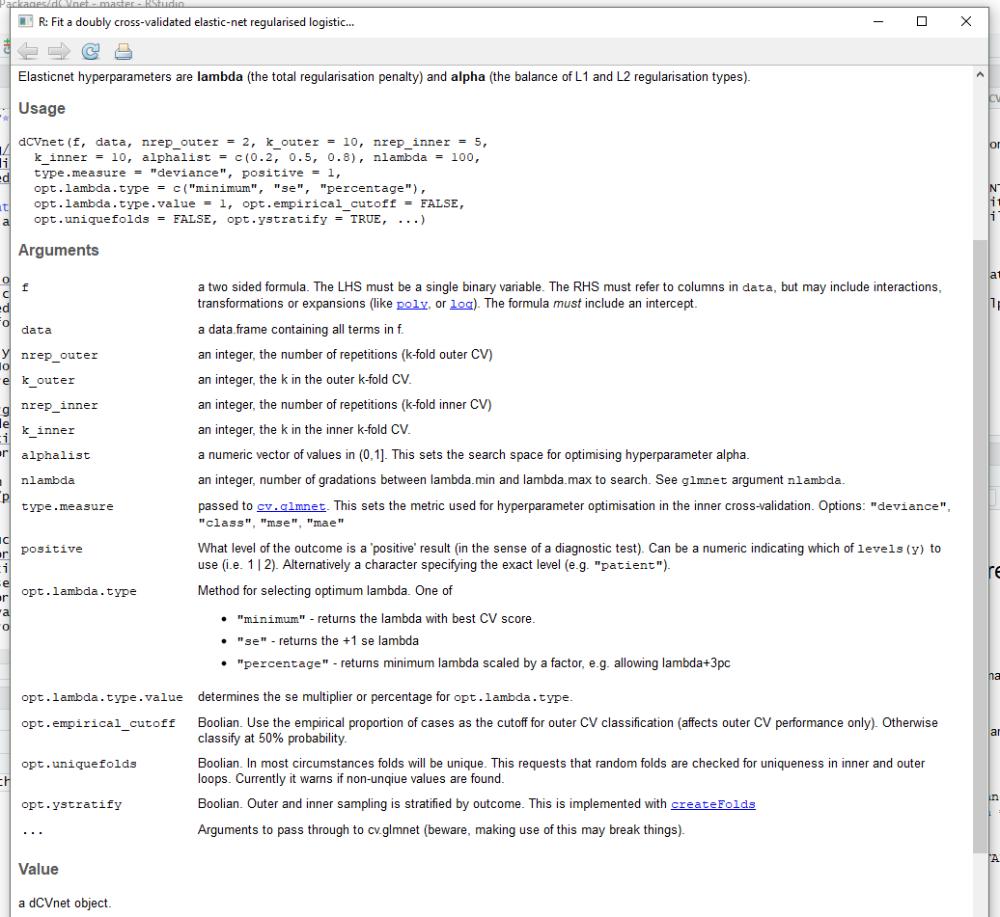 Packages/dCVnet - master - RStudio
R: Fit a doubly cross-validated elastic-net regularised logistic...
Elasticnet hyperparameters are lambda (the total regularisation penalty) and alpha (the balance of L1 and L2 regularisation types).
Usage
dCVnet(f, data, nrep_outer = 2, k_outer = 10, nrep_inner = 5,
k_inner = 10, alphalist = c(0.2, 0.5, 0.8), nlambda = 100,
type.measure = "deviance", positive = 1,
opt.lambda.type = c("minimum", "se", "percentage"),
opt.lambda.type.value = 1, opt.empirical_cutoff = FALSE,
opt.uniquefolds = FALSE, opt.ystratify = TRUE, ...)
Arguments
f a two sided formula. The LHS must be a single binary variable. The RHS must refer to columns in data, but may include interactions,
transformations or expansions (like poly, or log). The formula must include an intercept.
data a data.frame containing all terms in f.
nrep_outer an integer, the number of repetitions (k-fold outer CV)
k_outer an integer, the k in the outer k-fold CV.
nrep_inner an integer, the number of repetitions (k-fold inner CV)
k_inner an integer, the k in the inner k-fold CV.
alphalist a numeric vector of values in (0,1]. This sets the search space for optimising hyperparameter alpha.
nlambda an integer, number of gradations between lambda.min and lambda.max to search. See glmnet argument nlambda.
type.measure passed to cv.glmnet. This sets the metric used for hyperparameter optimisation in the inner cross-validation. Options: "deviance",
"class", "mse", "mae"
positive What level of the outcome is a 'positive' result (in the sense of a diagnostic test). Can be a numeric indicating which of levels(y) to
use (i.e. 1 | 2). Alternatively a character specifying the exact level (e.g. "patient").
opt.lambda.type Method for selecting optimum lambda. One of
• "minimum" - returns the lambda with best CV score.
• "se" - returns the +1 se lambda
• "percentage" - returns minimum lambda scaled by a factor, e.g. allowing lambda+3pc
opt.lambda.type.value determines the se multiplier or percentage for opt.lambda.type.
opt.empirical_cutoff Boolian. Use the empirical proportion of cases as the cutoff for outer CV classification (affects outer CV performance only). Otherwise
classify at 50% probability.
opt.uniquefolds Boolian. In most circumstances folds will be unique. This requests that random folds are checked for uniqueness in inner and outer
loops. Currently it warns if non-unqiue values are found.
opt.ystratify Boolian. Outer and inner sampling is stratified by outcome. This is implemented with createFolds
... Arguments to pass through to cv.glmnet (beware, making use of this may break things).
Value
a dCVnet object.